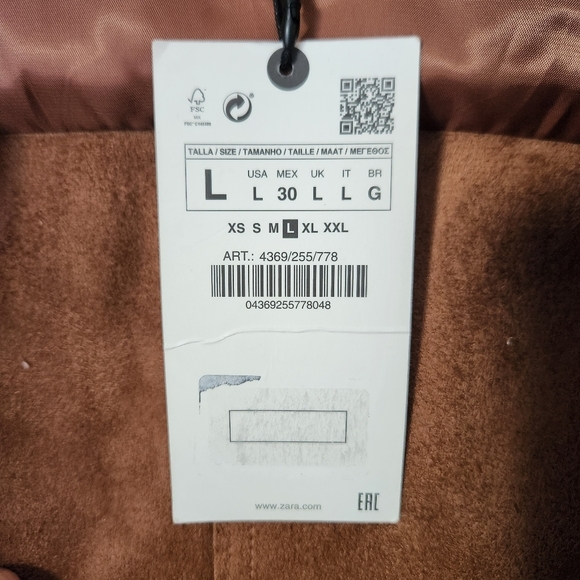 FSC
®
TALLA / SIZE / TAMANHO / TAILLE / MAAT / ΜΕΓΕΘΟΣ
L
USA MEX UK IT BR
L 30 L L G
XS S M L XL XXL
ART.: 4369/255/778
04369255778048
www.zara.com
EAC